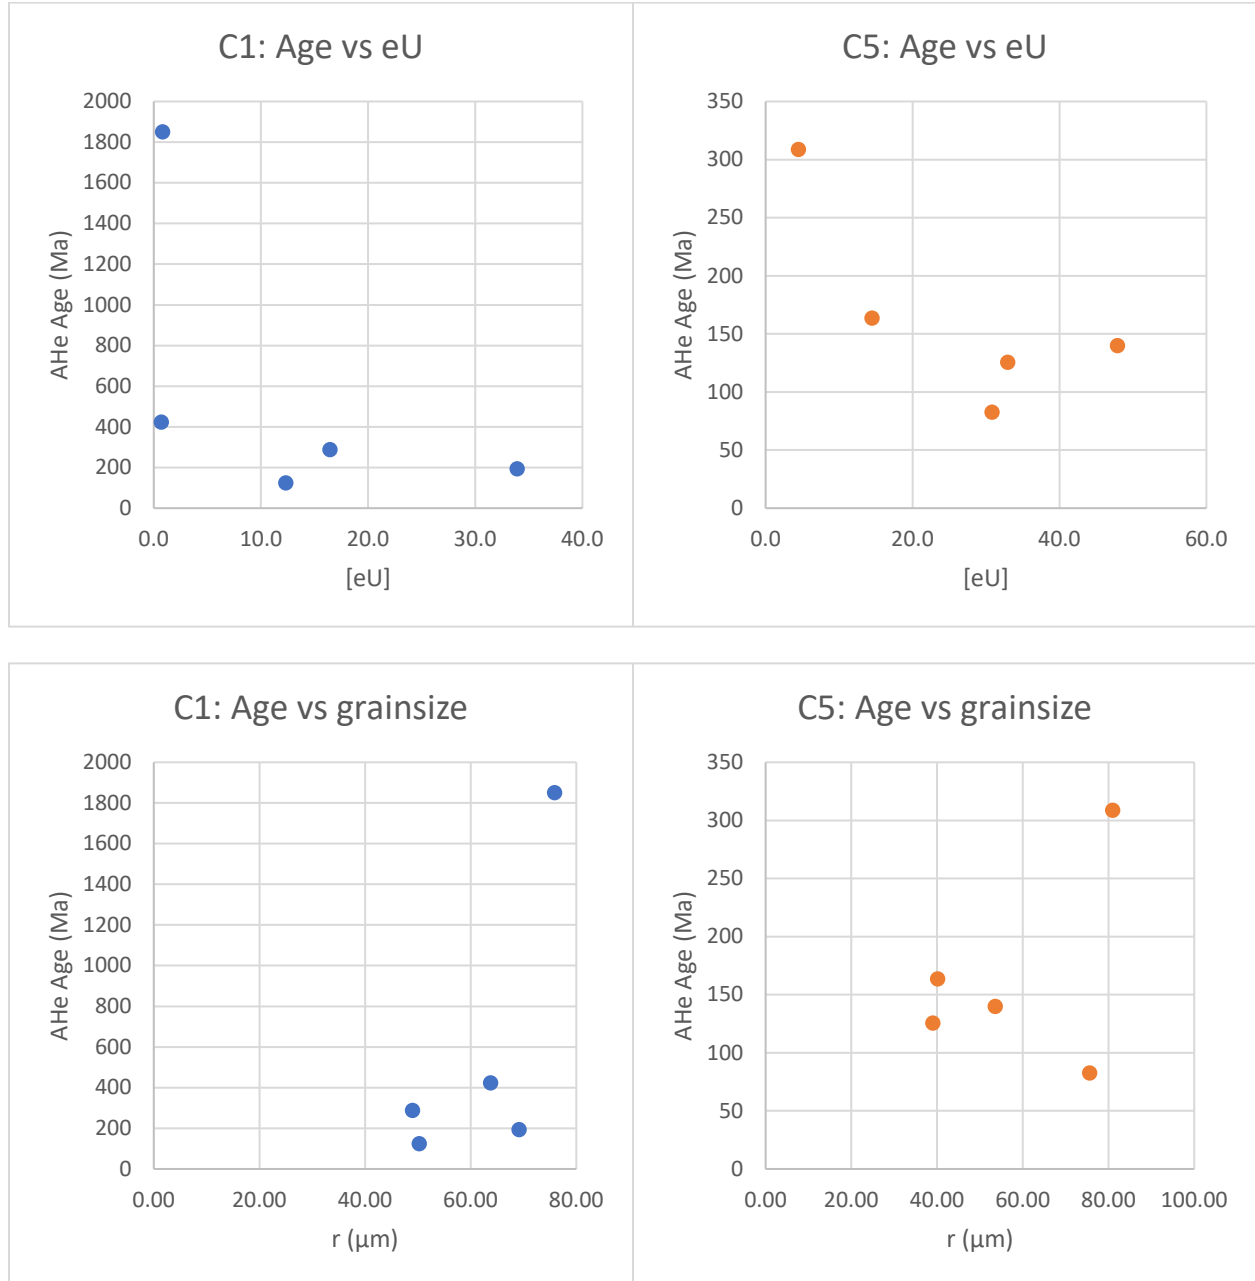 C1: Age vs eU
2000
1800
1600
1400
1200
1000
800
600
400
200
0
AHe Age (Ma)
0.0 10.0 20.0 30.0 40.0
[eU]
C5: Age vs eU
350
300
250
200
150
100
50
0
AHe Age (Ma)
0.0 20.0 40.0 60.0
[eU]
C1: Age vs grainsize
2000
1800
1600
1400
1200
1000
800
600
400
200
0
AHe Age (Ma)
0.00 20.00 40.00 60.00 80.00
r (μm)
C5: Age vs grainsize
350
300
250
200
150
100
50
0
AHe Age (Ma)
0.00 20.00 40.00 60.00 80.00 100.00
r (μm)